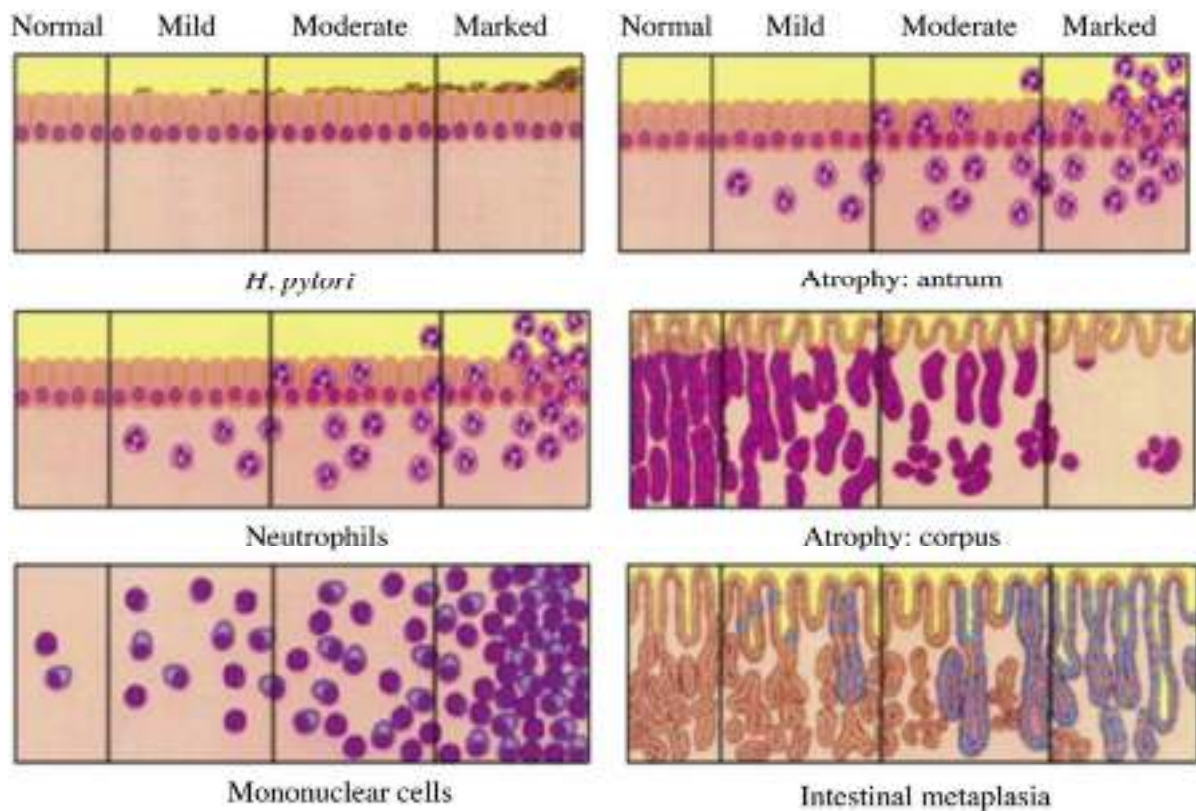 Normal Mild Moderate Marked
Normal Mild Moderate Marked
H. pylori
Atrophy: antrum
Neutrophils
Atrophy: corpus
Mononuclear cells
Intestinal metaplasia